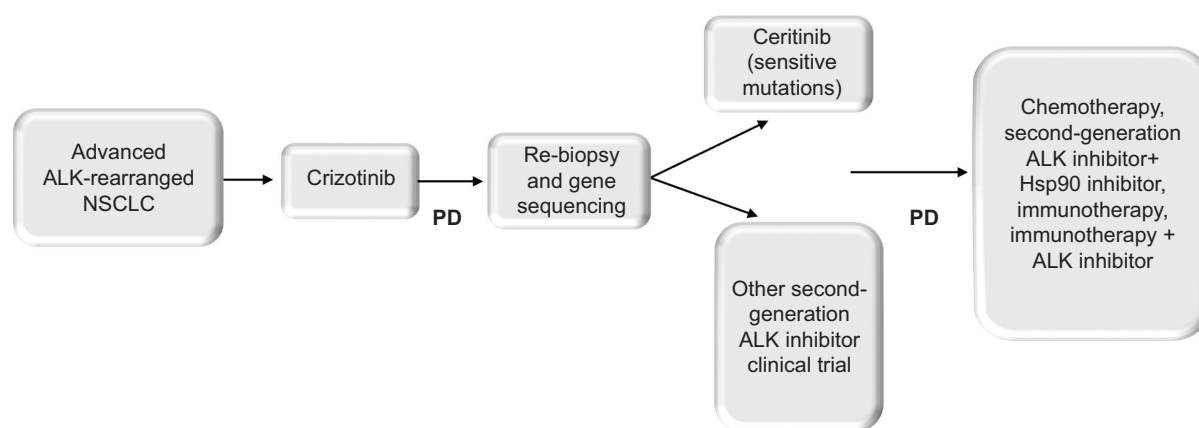 Advanced
ALK-rearranged
NSCLC
Crizotinib
PD
Re-biopsy
and gene
sequencing
Ceritinib
(sensitive
mutations)
Other second-
generation
ALK inhibitor
clinical trial
PD
Chemotherapy,
second-generation
ALK inhibitor+
Hsp90 inhibitor,
immunotherapy,
immunotherapy +
ALK inhibitor